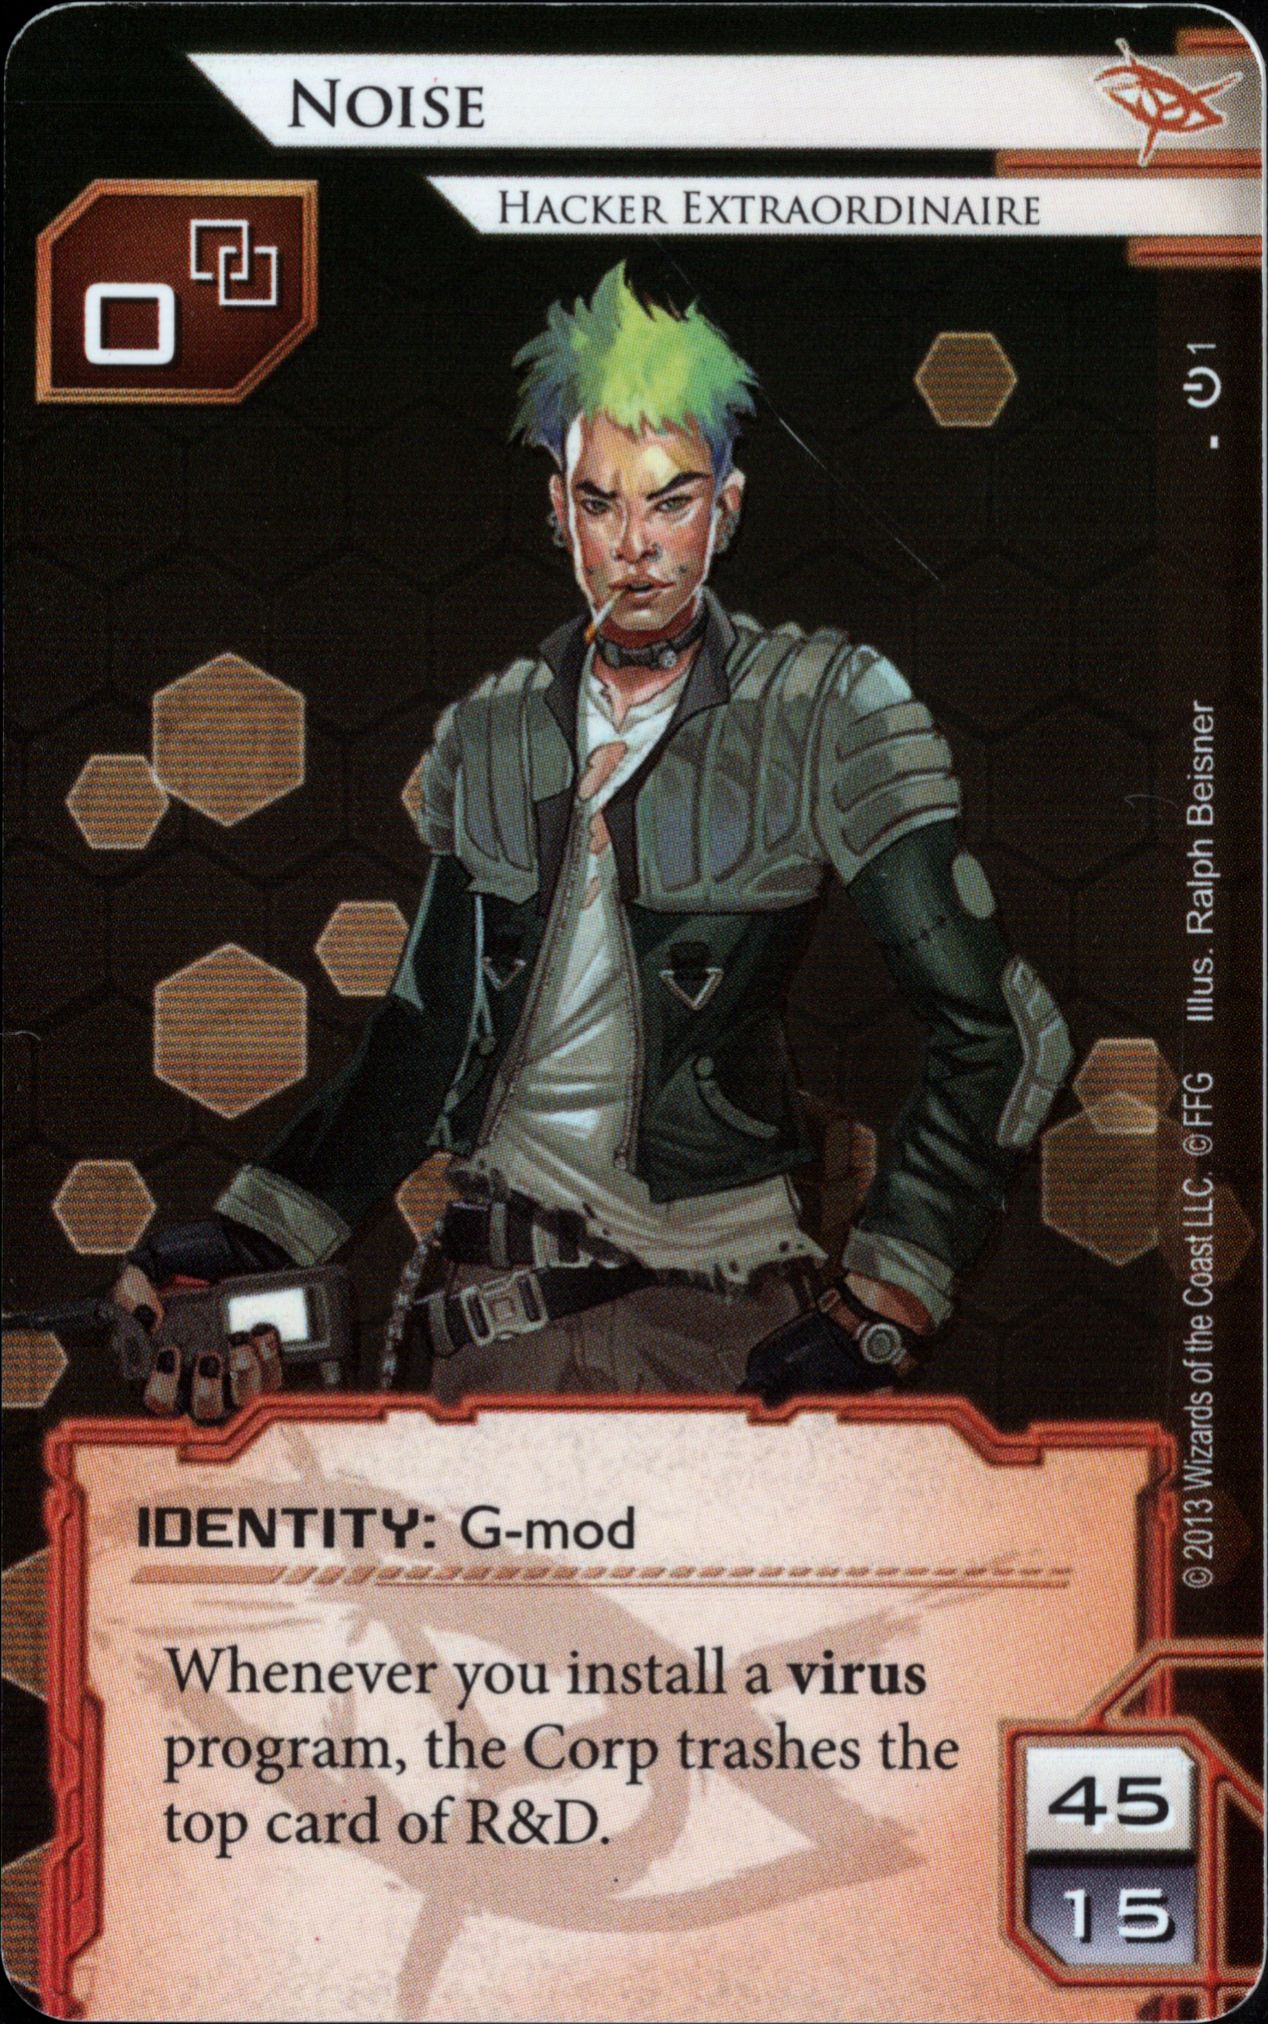 NOISE
HACKER EXTRAORDINAIRE
0
1
Illus. Ralph Beisner
© 2013 Wizards of the Coast LLC. © FFG
IDENTITY: G-mod
Whenever you install a virus
program, the Corp trashes the
top card of R&D.
45
15